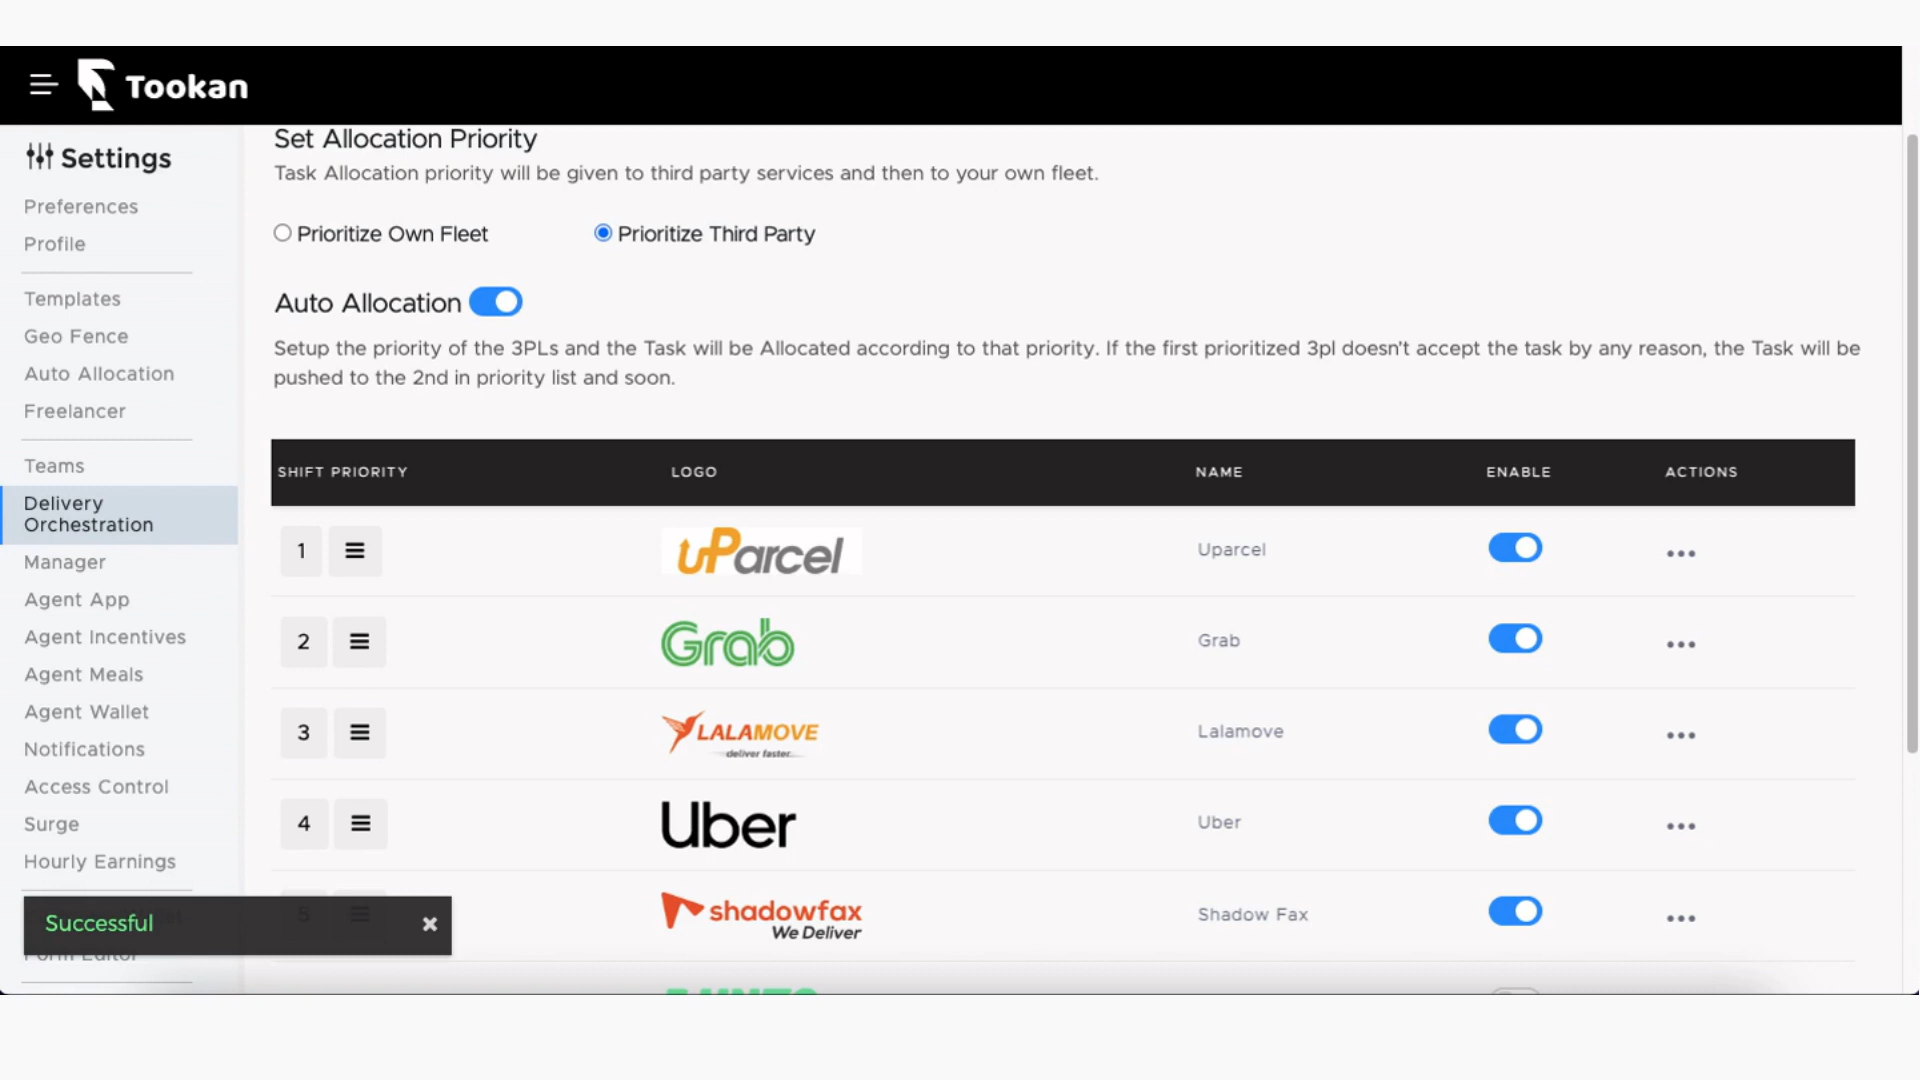 Tookan
Settings
Preferences
Profile
Templates
Geo Fence
Auto Allocation
Freelancer
Teams
Delivery
Orchestration
Manager
Agent App
Agent Incentives
Agent Meals
Agent Wallet
Notifications
Access Control
Surge
Hourly Earnings
Successful
Form Editor
Set Allocation Priority
Task Allocation priority will be given to third party services and then to your own fleet.
Prioritize Own Fleet
Prioritize Third Party
Auto Allocation
Setup the priority of the 3PLs and the Task will be Allocated according to that priority. If the first prioritized 3pl doesn't accept the task by any reason, the Task will be
pushed to the 2nd in priority list and soon.
SHIFT PRIORITY LOGO NAME ENABLE ACTIONS
1 uParcel Uparcel
2 Grab Grab
3 LALAMOVE Lalamove
deliver faster.
4 Uber Uber
5 shadowfax Shadow Fax
We Deliver